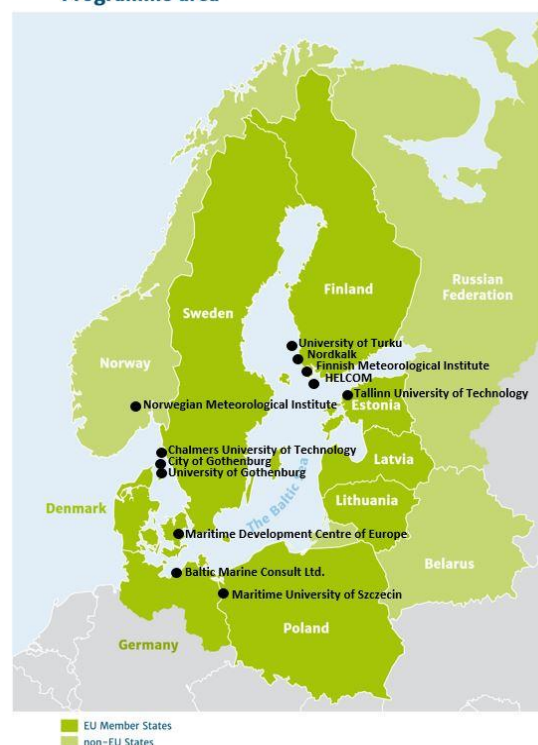 Programme area
Finland
Russian
Federation
Sweden
University of Turku
Nordkalk
Finnish Meteorological Institute
HELCOM
Norway
Tallinn University of Technology
Norwegian Meteorological Institute
Estonia
Chalmers University of Technology
City of Gothenburg
University of Gothenburg
Latvia
The Baltic Sea
Lithuania
Denmark
Maritime Development Centre of Europe
Belarus
Baltic Marine Consult Ltd.
Maritime University of Szczecin
Poland
Germany
EU Member States
non-EU States